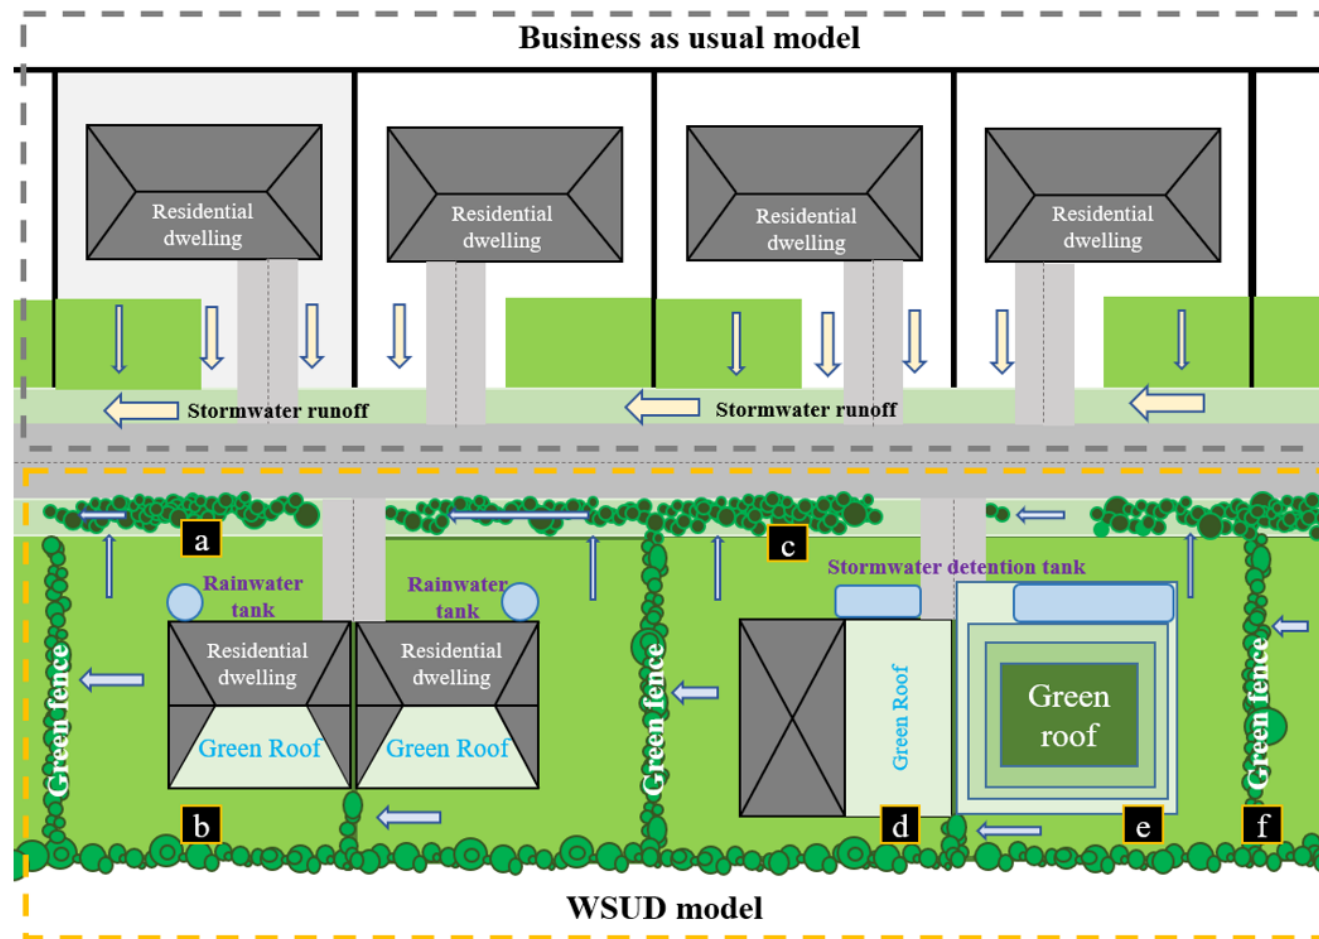 Business as usual model
Residential
dwelling
Residential
dwelling
Residential
dwelling
Residential
dwelling
Stormwater runoff
Stormwater runoff
a
c
Stormwater detention tank
Rainwater
tank
Rainwater
tank
Green fence
Residential
dwelling
Green Roof
Residential
dwelling
Green Roof
Green fence
Green Roof
Green
roof
Green fence
b
d
e
f
WSUD model